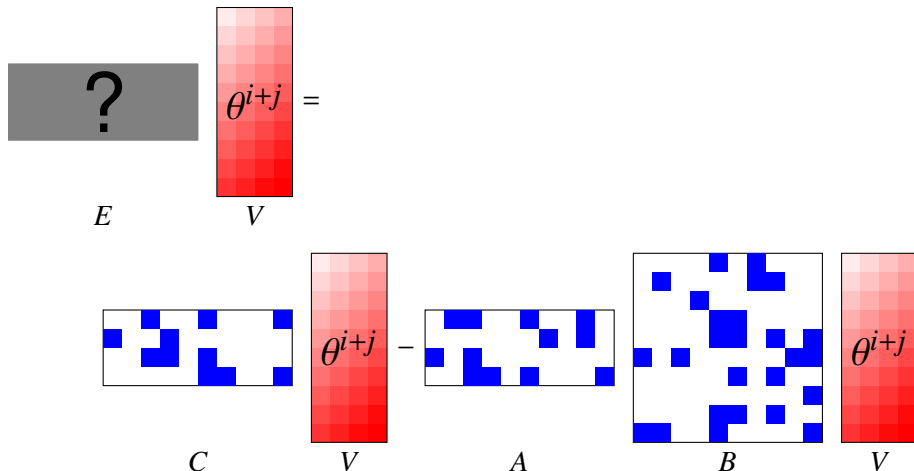 ? θ^{i+j} =
E V
θ^{i+j} − θ^{i+j}
C V A B V